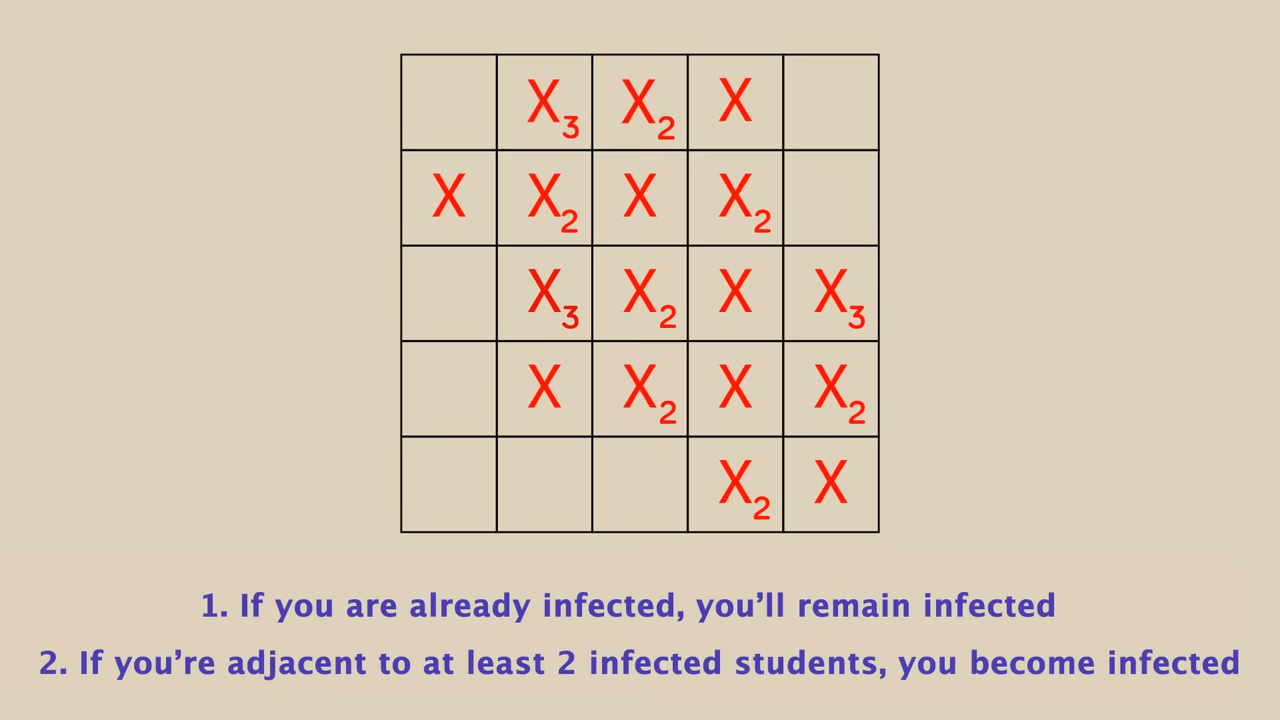 X₃ X₂ X
X X₂ X X₂
X₃ X₂ X X₃
X X₂ X X₂
X₂ X
1. If you are already infected, you’ll remain infected
2. If you’re adjacent to at least 2 infected students, you become infected